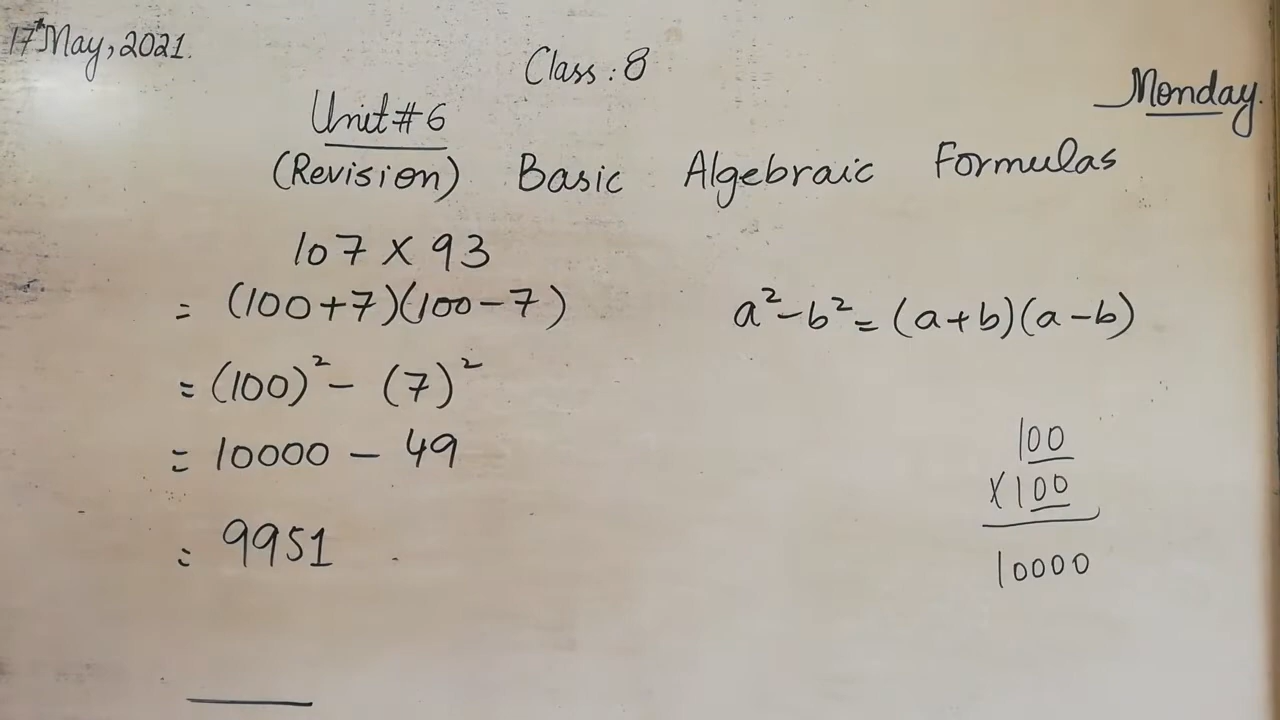 17th May, 2021.
Class : 8
Monday.
Unit # 6
(Revision) Basic Algebraic Formulas
107 × 93
= (100+7)(100-7)
a²-b² = (a+b)(a-b)
= (100)² - (7)²
= 10000 - 49
100
×100
10000
= 9951